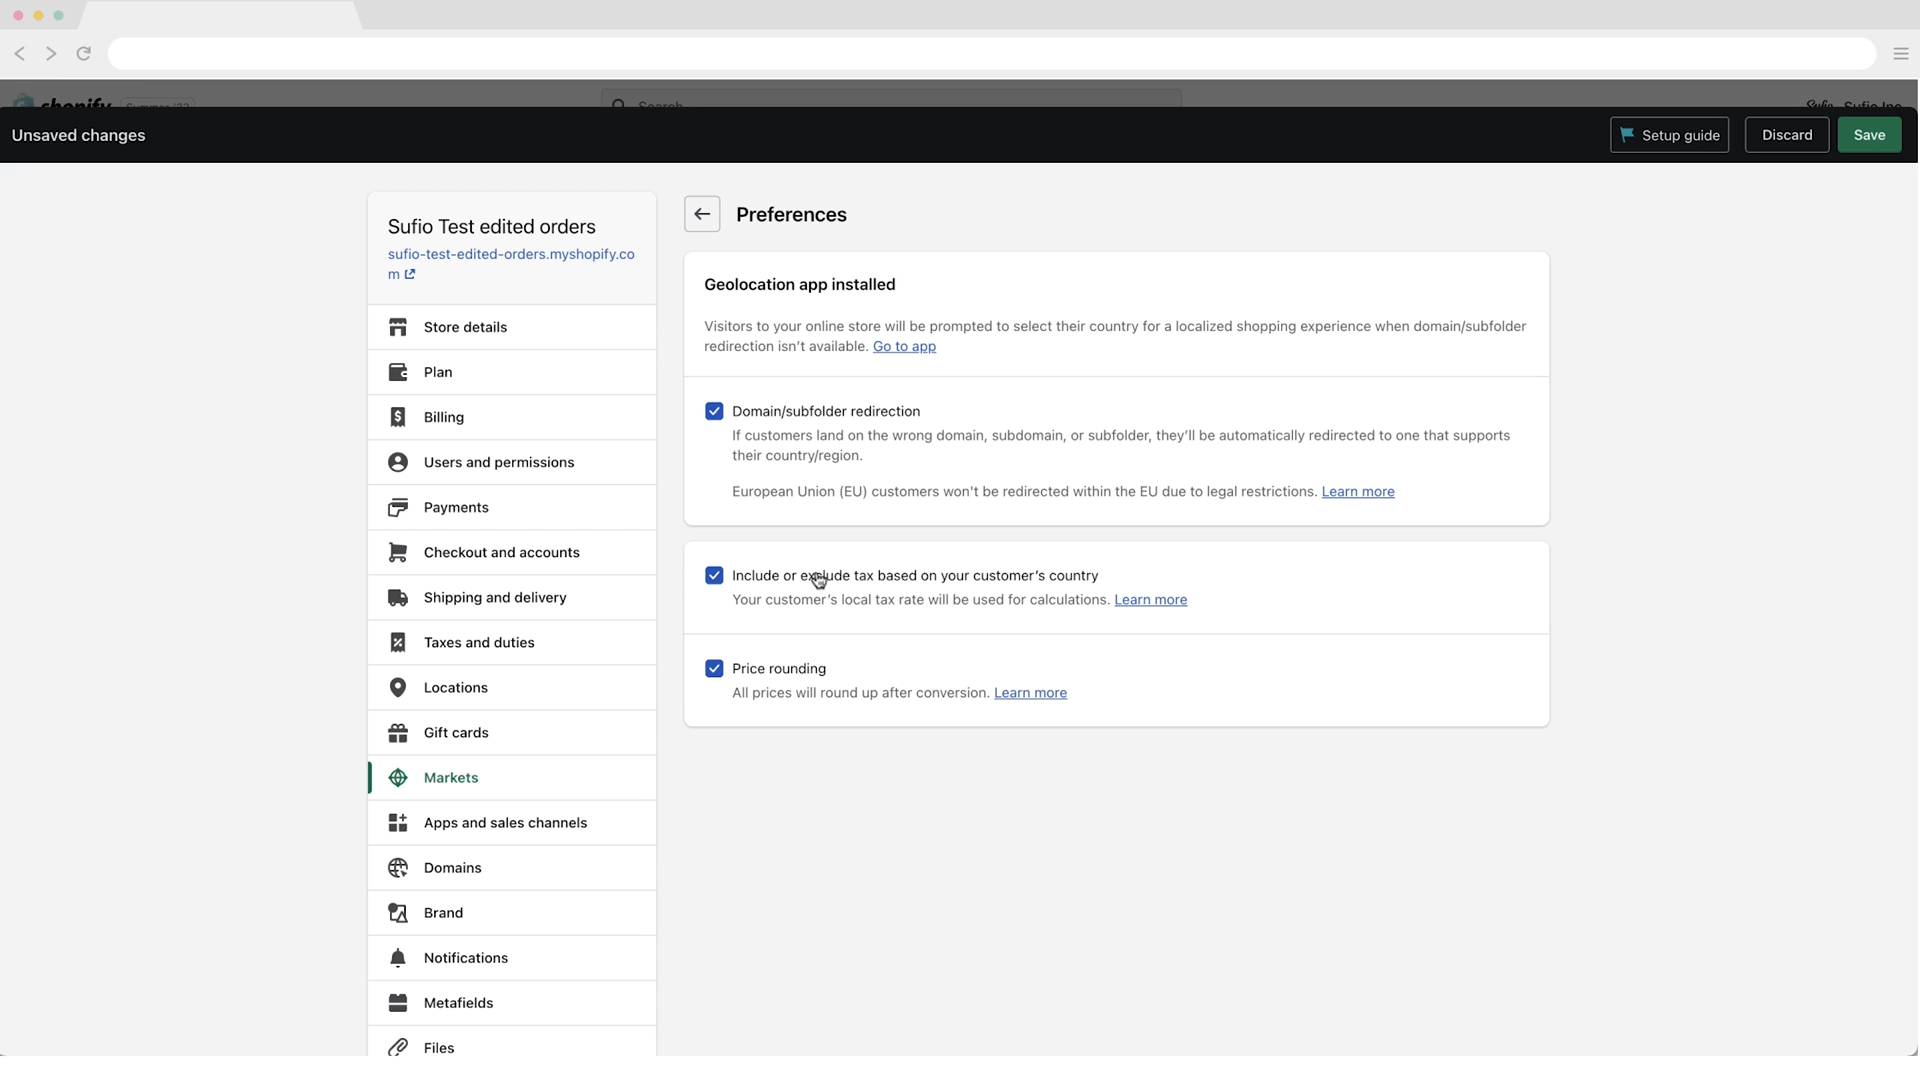 shopify Summer '23
Search
Sufio Sufio Inc.
Unsaved changes
Setup guide
Discard
Save
Sufio Test edited orders
sufio-test-edited-orders.myshopify.co
m
Store details
Plan
Billing
Users and permissions
Payments
Checkout and accounts
Shipping and delivery
Taxes and duties
Locations
Gift cards
Markets
Apps and sales channels
Domains
Brand
Notifications
Metafields
Files
Preferences
Geolocation app installed
Visitors to your online store will be prompted to select their country for a localized shopping experience when domain/subfolder
redirection isn’t available. Go to app
Domain/subfolder redirection
If customers land on the wrong domain, subdomain, or subfolder, they’ll be automatically redirected to one that supports
their country/region.
European Union (EU) customers won't be redirected within the EU due to legal restrictions. Learn more
Include or exclude tax based on your customer’s country
Your customer’s local tax rate will be used for calculations. Learn more
Price rounding
All prices will round up after conversion. Learn more